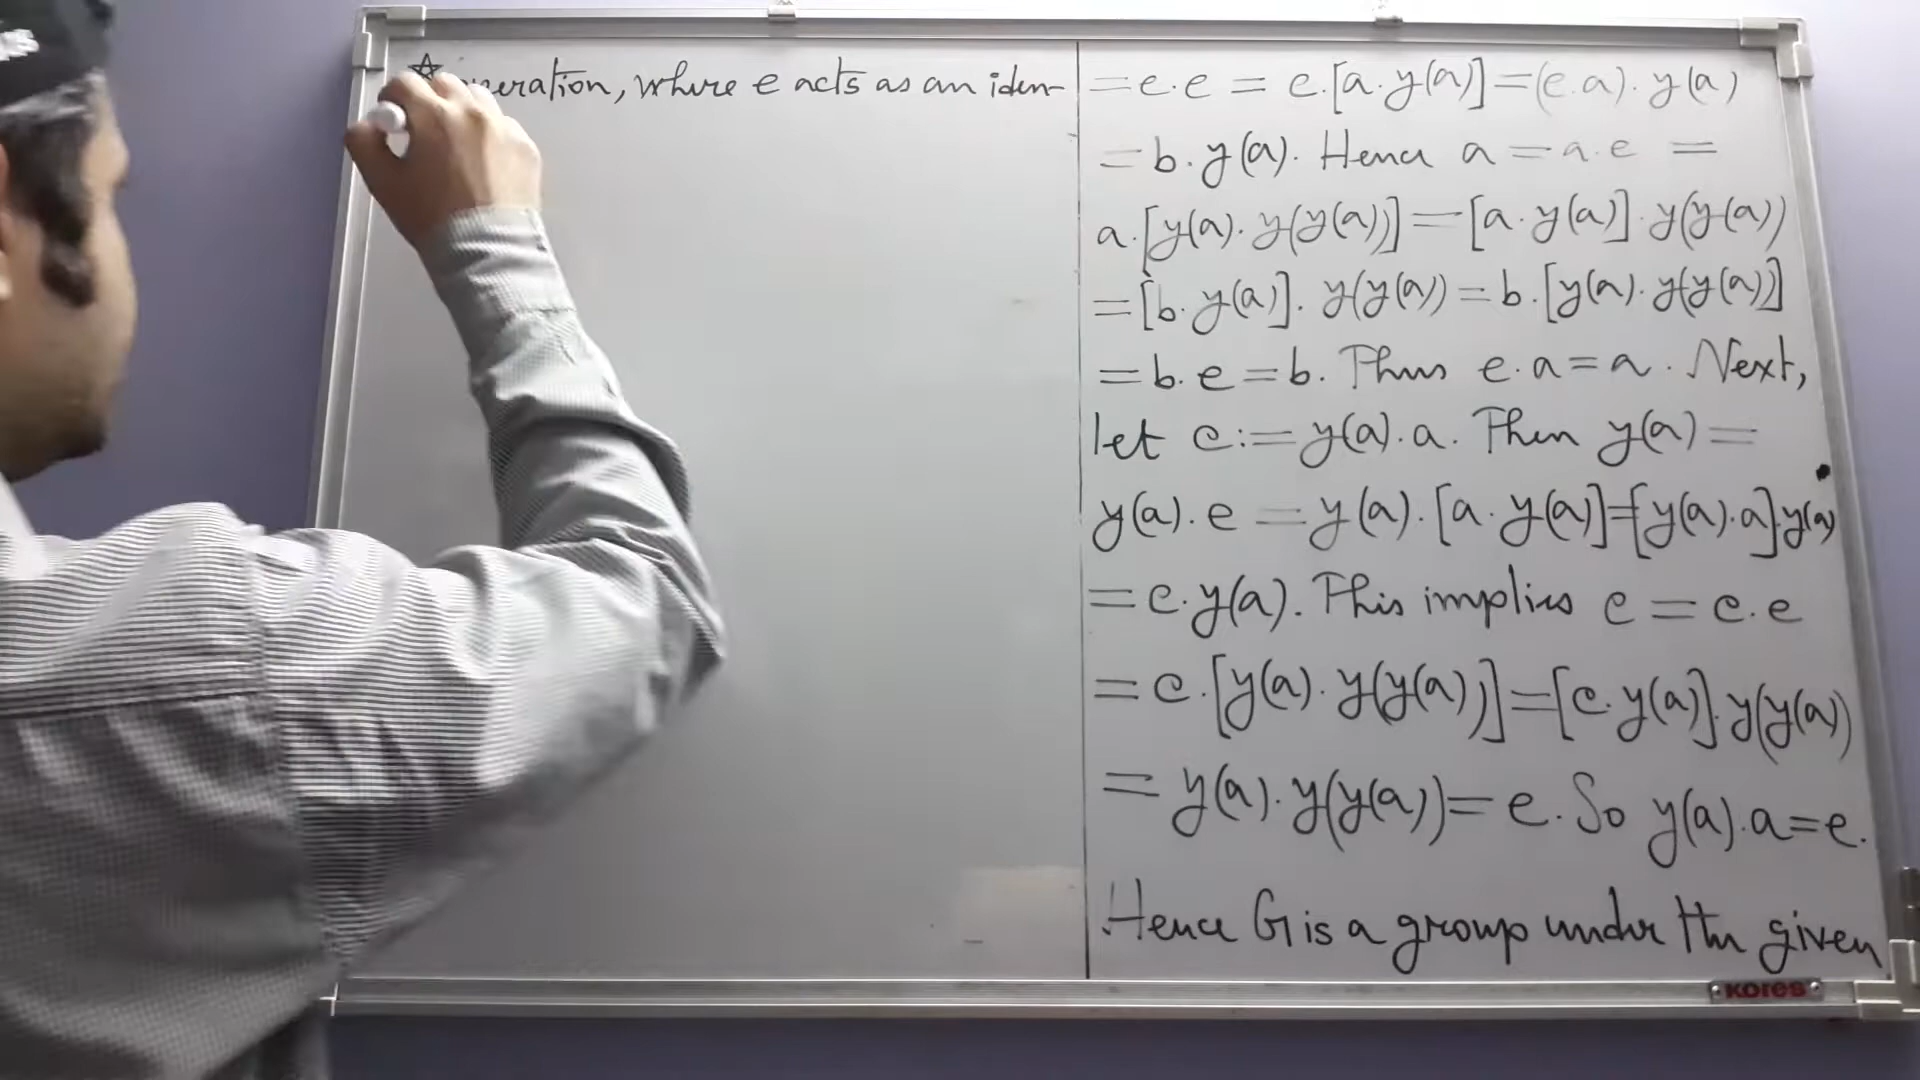 ☆ operation, where e acts as an iden-
= e.e = e.[a.y(a)]=(e.a).y(a)
= b.y(a). Hence a = a.e =
a.[y(a).y(y(a))] = [a.y(a)].y(y(a))
= [b.y(a)].y(y(a)) = b.[y(a).y(y(a))]
= b.e = b. Thus e.a = a. Next,
let c := y(a).a. Then y(a) =
y(a).e = y(a).[a.y(a)]=[y(a).a].y(a)
= c.y(a). This implies c = c.e
= c.[y(a).y(y(a))] = [c.y(a)].y(y(a))
= y(a).y(y(a)) = e. So y(a).a = e.
Hence G is a group under the given
KORES